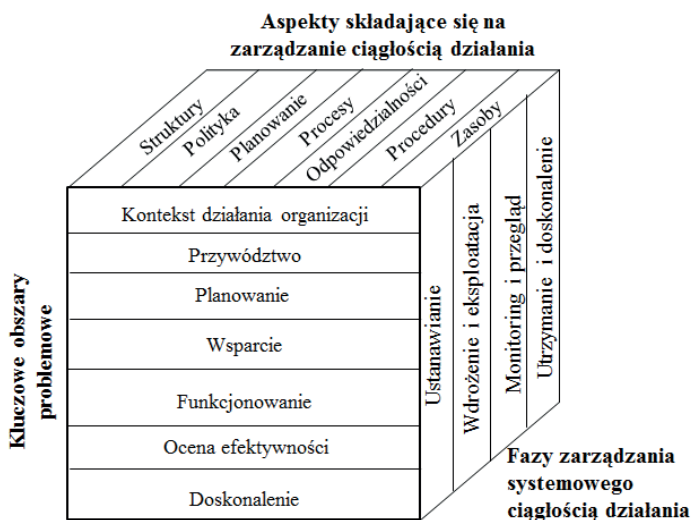 Aspekty składające się na
zarządzanie ciągłością działania
Struktury
Polityka
Planowanie
Procesy
Odpowiedzialności
Procedury
Zasoby
Kluczowe obszary
problemowe
Kontekst działania organizacji
Przywództwo
Planowanie
Wsparcie
Funkcjonowanie
Ocena efektywności
Doskonalenie
Ustanawianie
Wdrożenie i eksploatacja
Monitoring i przegląd
Utrzymanie i doskonalenie
Fazy zarządzania
systemowego
ciągłością działania